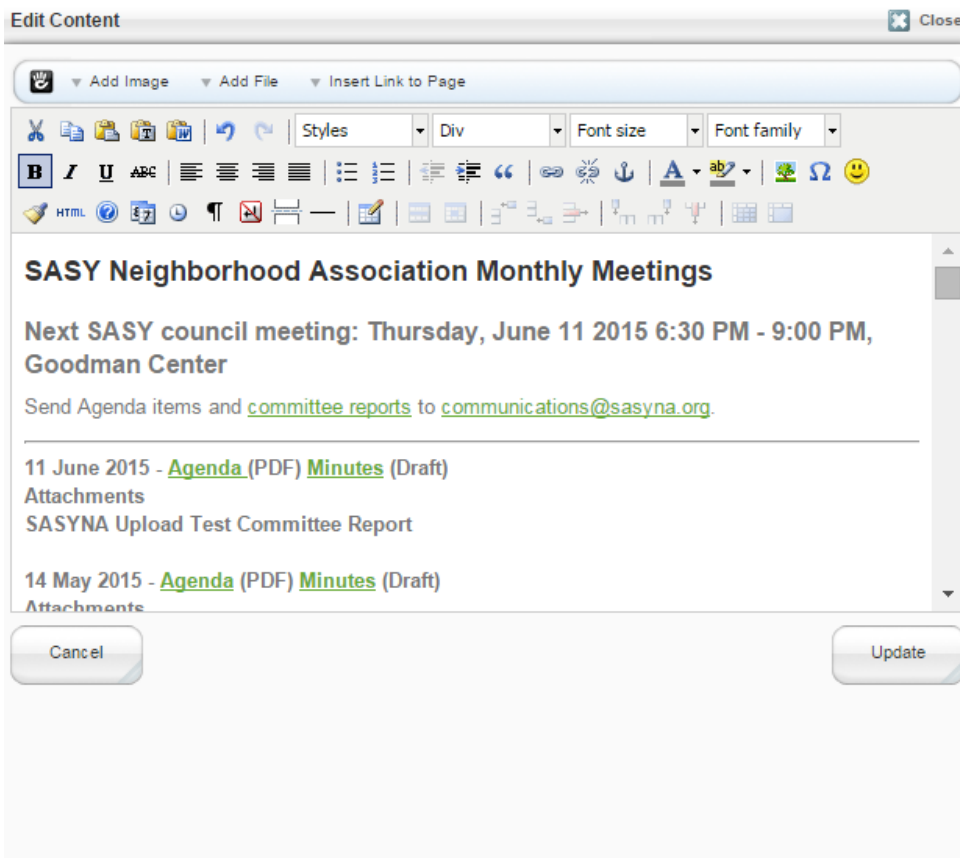 Edit Content
Close
Add Image Add File Insert Link to Page
Styles Div Font size Font family
B I U ABC A ab Ω
HTML
SASY Neighborhood Association Monthly Meetings
Next SASY council meeting: Thursday, June 11 2015 6:30 PM - 9:00 PM,
Goodman Center
Send Agenda items and committee reports to communications@sasyna.org.
11 June 2015 - Agenda (PDF) Minutes (Draft)
Attachments
SASYNA Upload Test Committee Report
14 May 2015 - Agenda (PDF) Minutes (Draft)
Attachments
Cancel
Update